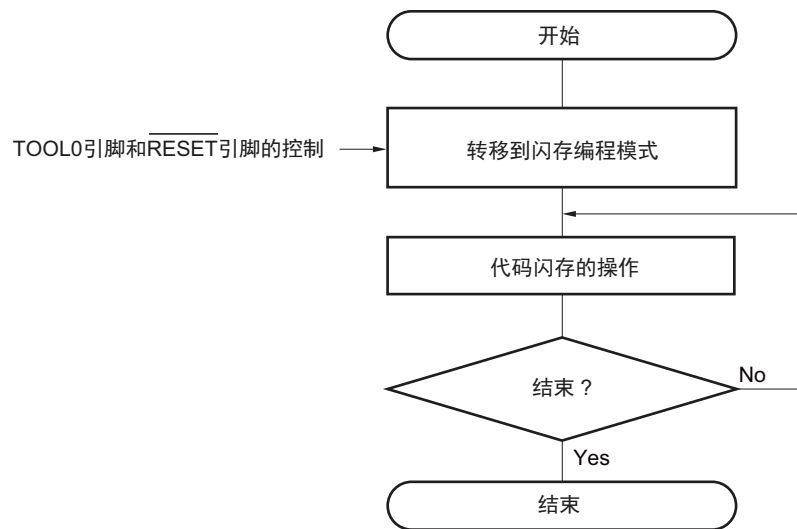 开始
TOOL0引脚和RESET引脚的控制
转移到闪存编程模式
代码闪存的操作
结束？
No
Yes
结束